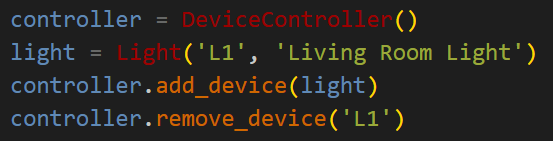 controller = DeviceController()
light = Light('L1', 'Living Room Light')
controller.add_device(light)
controller.remove_device('L1')